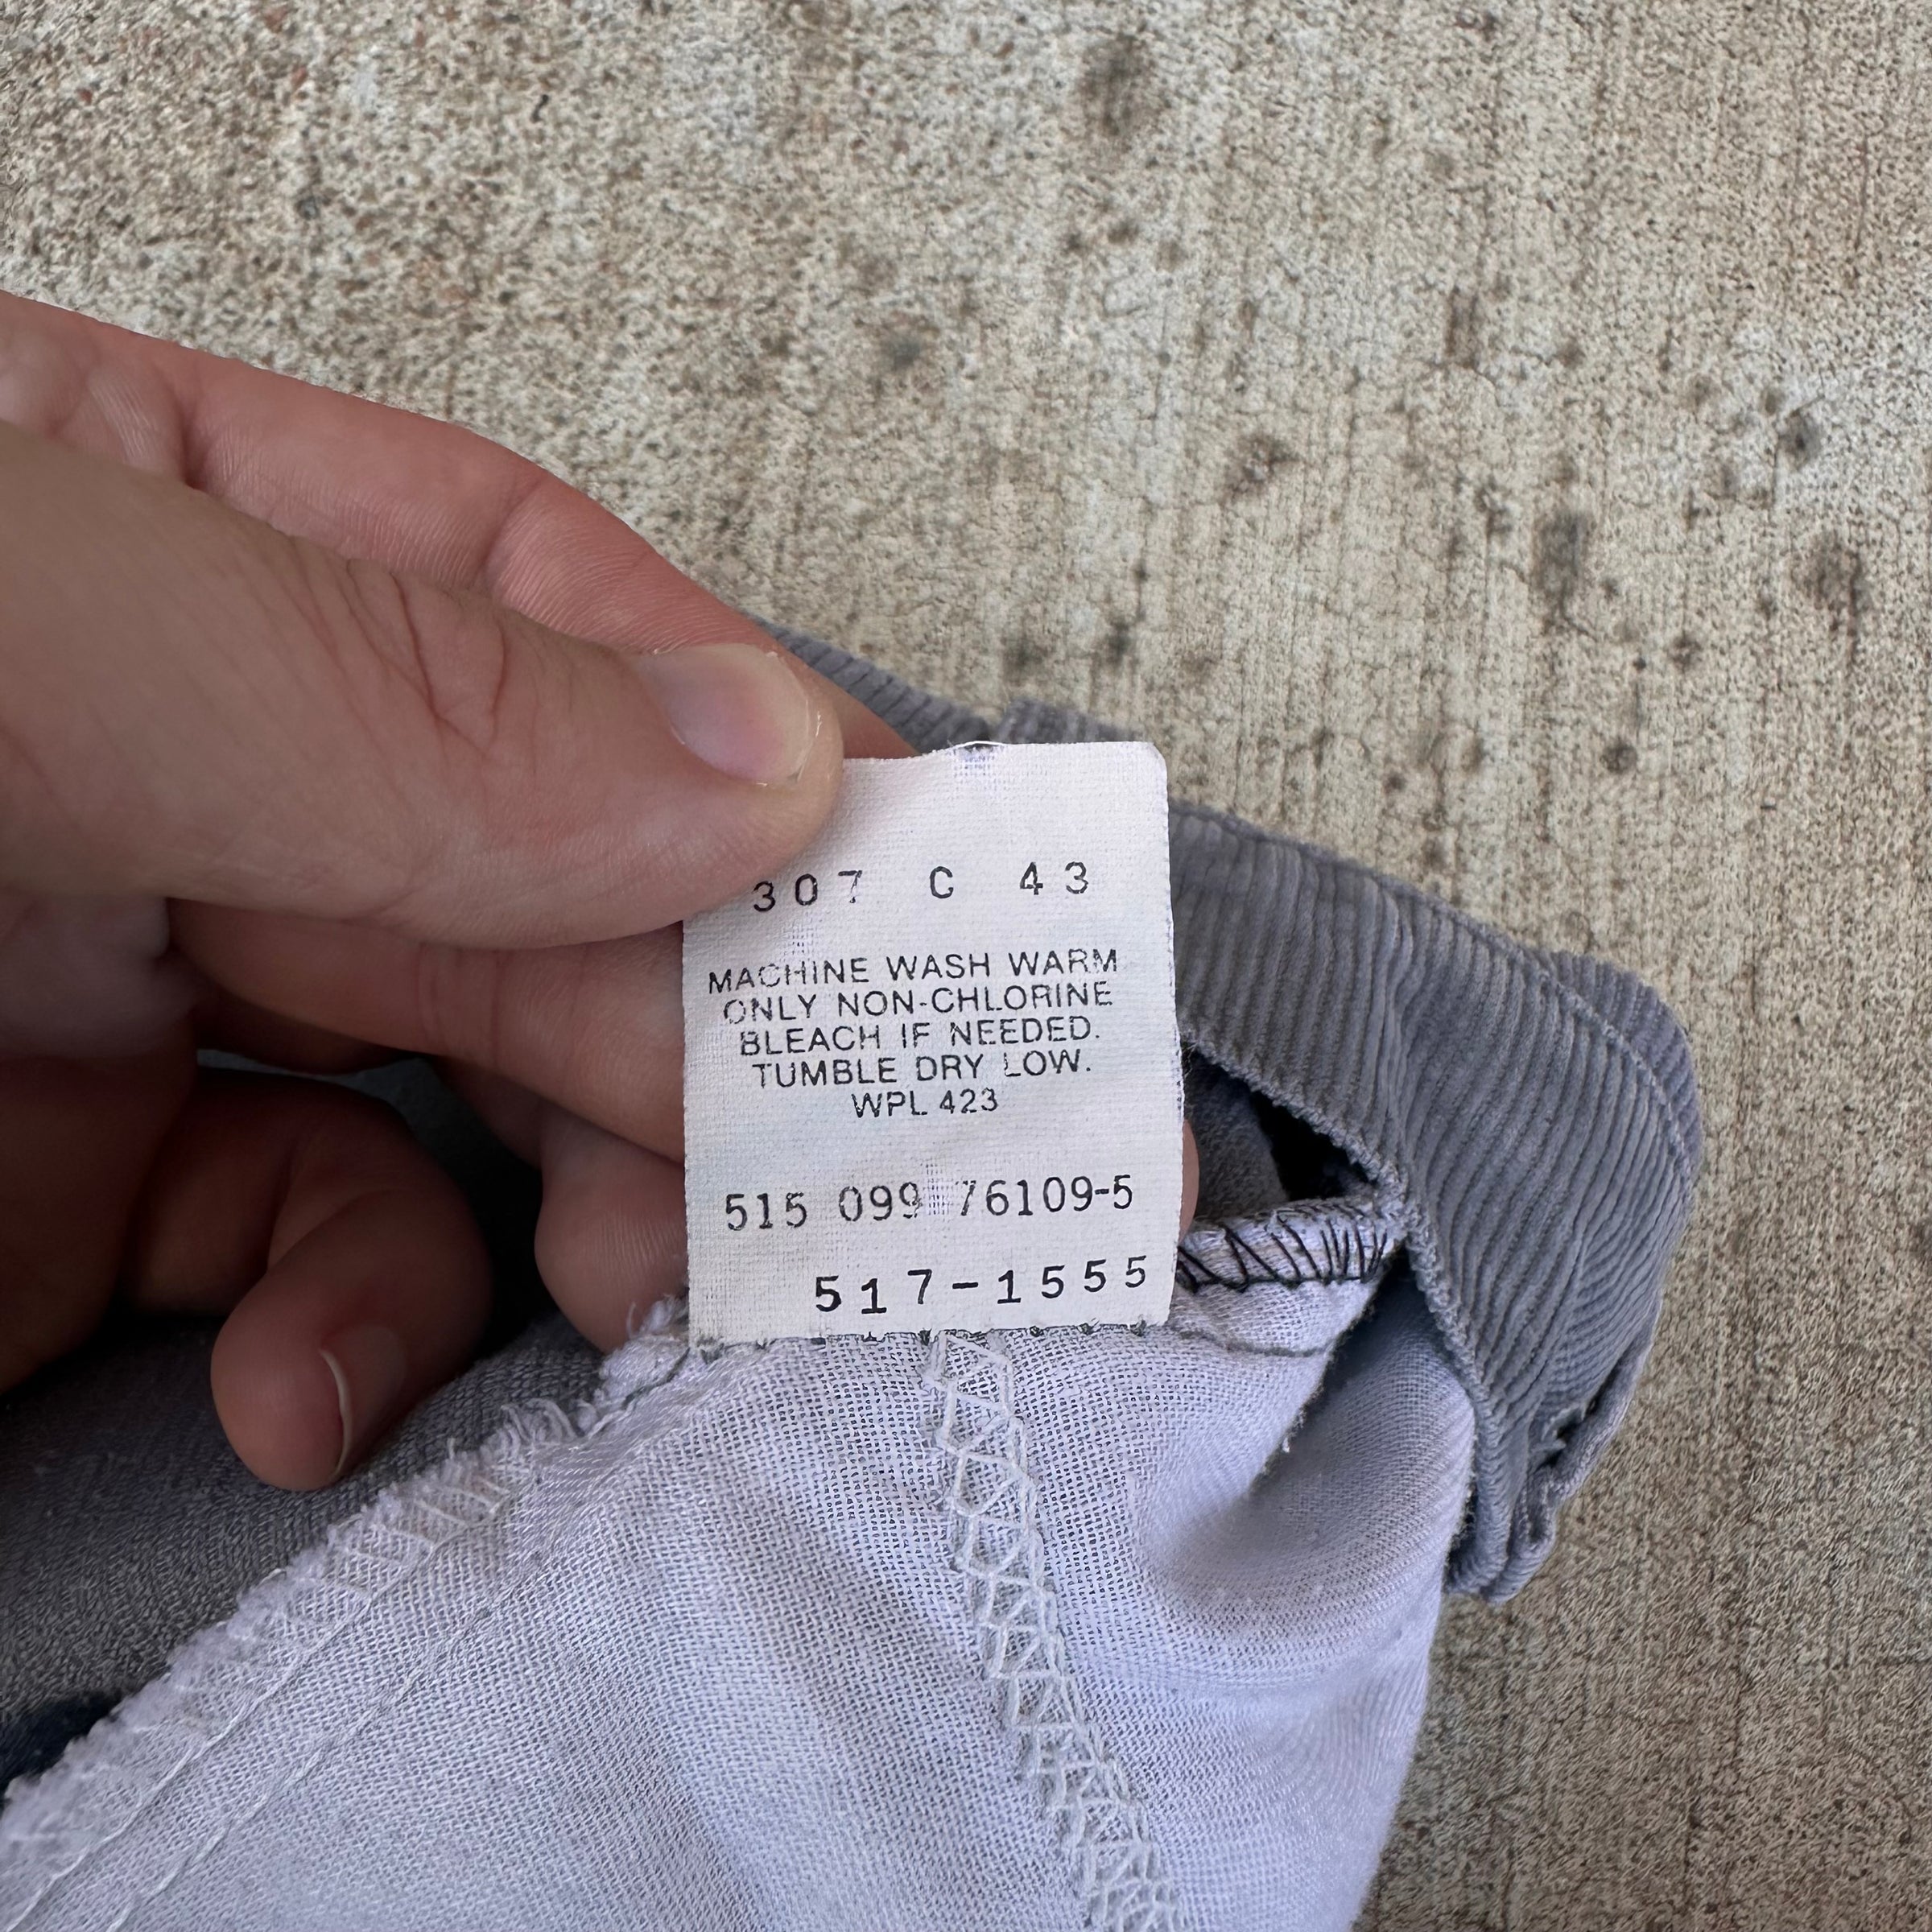 307 C 43
MACHINE WASH WARM
ONLY NON-CHLORINE
BLEACH IF NEEDED.
TUMBLE DRY LOW.
WPL 423
515 099 76109-5
517-1555